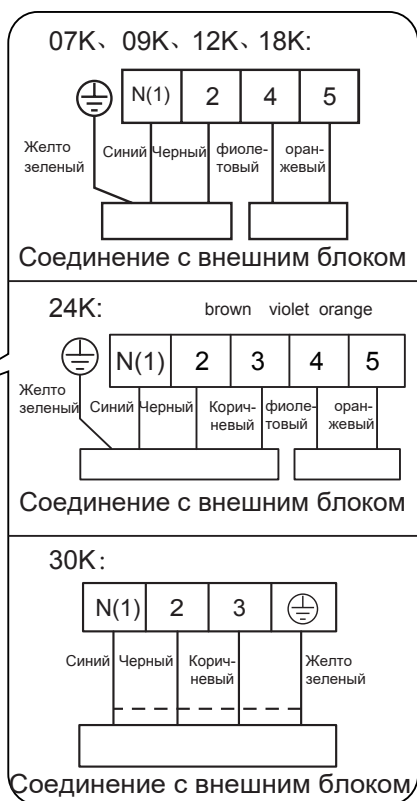 07K、09K、12K、18K:
N(1) 2 4 5
Желто
зеленый
Синий Черный фиоле-
товый
оран-
жевый
Соединение с внешним блоком
24K:
brown violet orange
N(1) 2 3 4 5
Желто
зеленый
Синий Черный Корич-
невый
фиоле-
товый
оран-
жевый
Соединение с внешним блоком
30K:
N(1) 2 3
Синий Черный Корич-
невый
Желто
зеленый
Соединение с внешним блоком